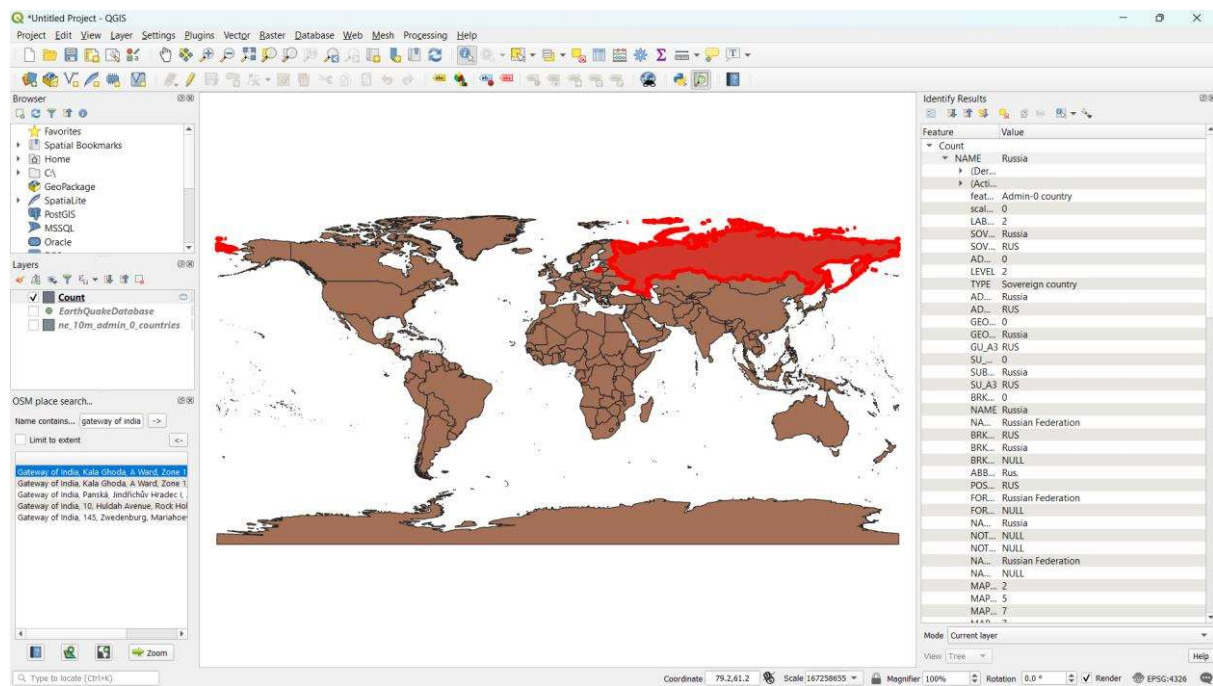 *Untitled Project - QGIS
Project Edit View Layer Settings Plugins Vector Raster Database Web Mesh Processing Help
Browser
Favorites
Spatial Bookmarks
Home
C:\
GeoPackage
SpatiaLite
PostGIS
MSSQL
Oracle
Layers
Count
EarthQuakeDatabase
ne_10m_admin_0_countries
OSM place search...
Name contains... gateway of india ->
Limit to extent <-
Gateway of India, Kala Ghoda, A Ward, Zone 1
Gateway of India, Kala Ghoda, A Ward, Zone 1
Gateway of India, Panská, Jindřichův Hradec I,
Gateway of India, 10, Huldah Avenue, Rock Hol
Gateway of India, 145, Zwedenburg, Mariahoe
Zoom
Identify Results
Feature Value
Count
NAME Russia
(Der...
(Acti...
feat... Admin-0 country
scal... 0
LAB... 2
SOV... Russia
SOV... RUS
AD... 0
LEVEL 2
TYPE Sovereign country
AD... Russia
AD... RUS
GEO... 0
GEO... Russia
GU_A3 RUS
SU_... 0
SUB... Russia
SU_A3 RUS
BRK... 0
NAME Russia
NA... Russian Federation
BRK... RUS
BRK... Russia
BRK... NULL
ABB... Rus.
POS... RUS
FOR... Russian Federation
FOR... NULL
NA... Russia
NOT... NULL
NOT... NULL
NA... Russian Federation
NA... NULL
MAP... 2
MAP... 5
MAP... 7
Mode Current layer
View Tree Help
Type to locate (Ctrl+K) Coordinate 79.2,61.2 Scale 167258655 Magnifier 100% Rotation 0.0 ° Render EPSG:4326